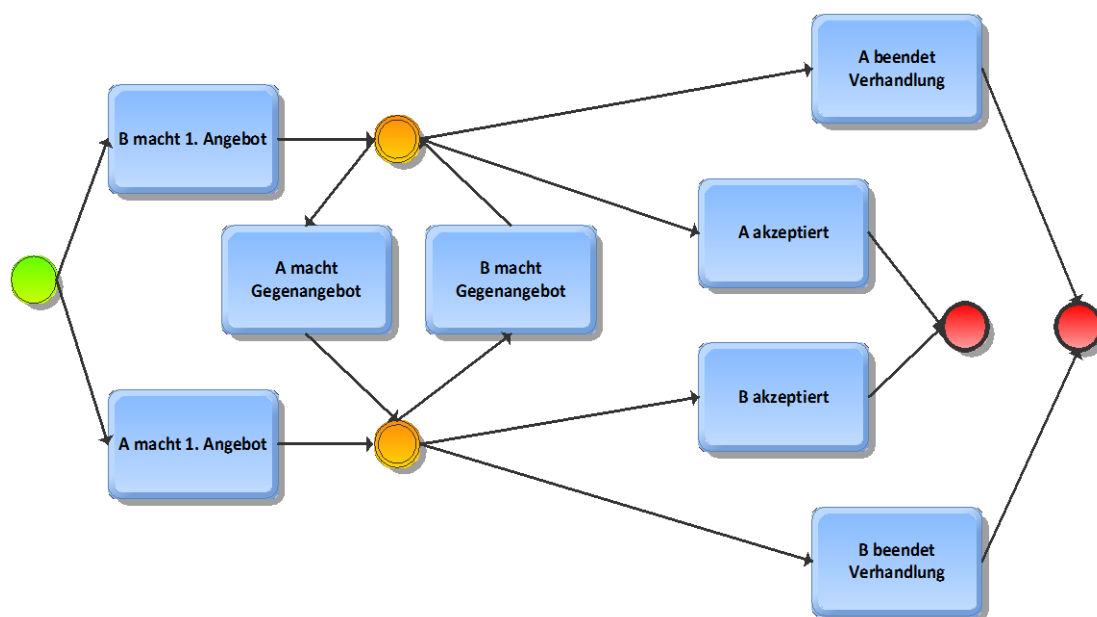 A beendet
Verhandlung
B macht 1. Angebot
A akzeptiert
A macht
Gegenangebot
B macht
Gegenangebot
B akzeptiert
A macht 1. Angebot
B beendet
Verhandlung